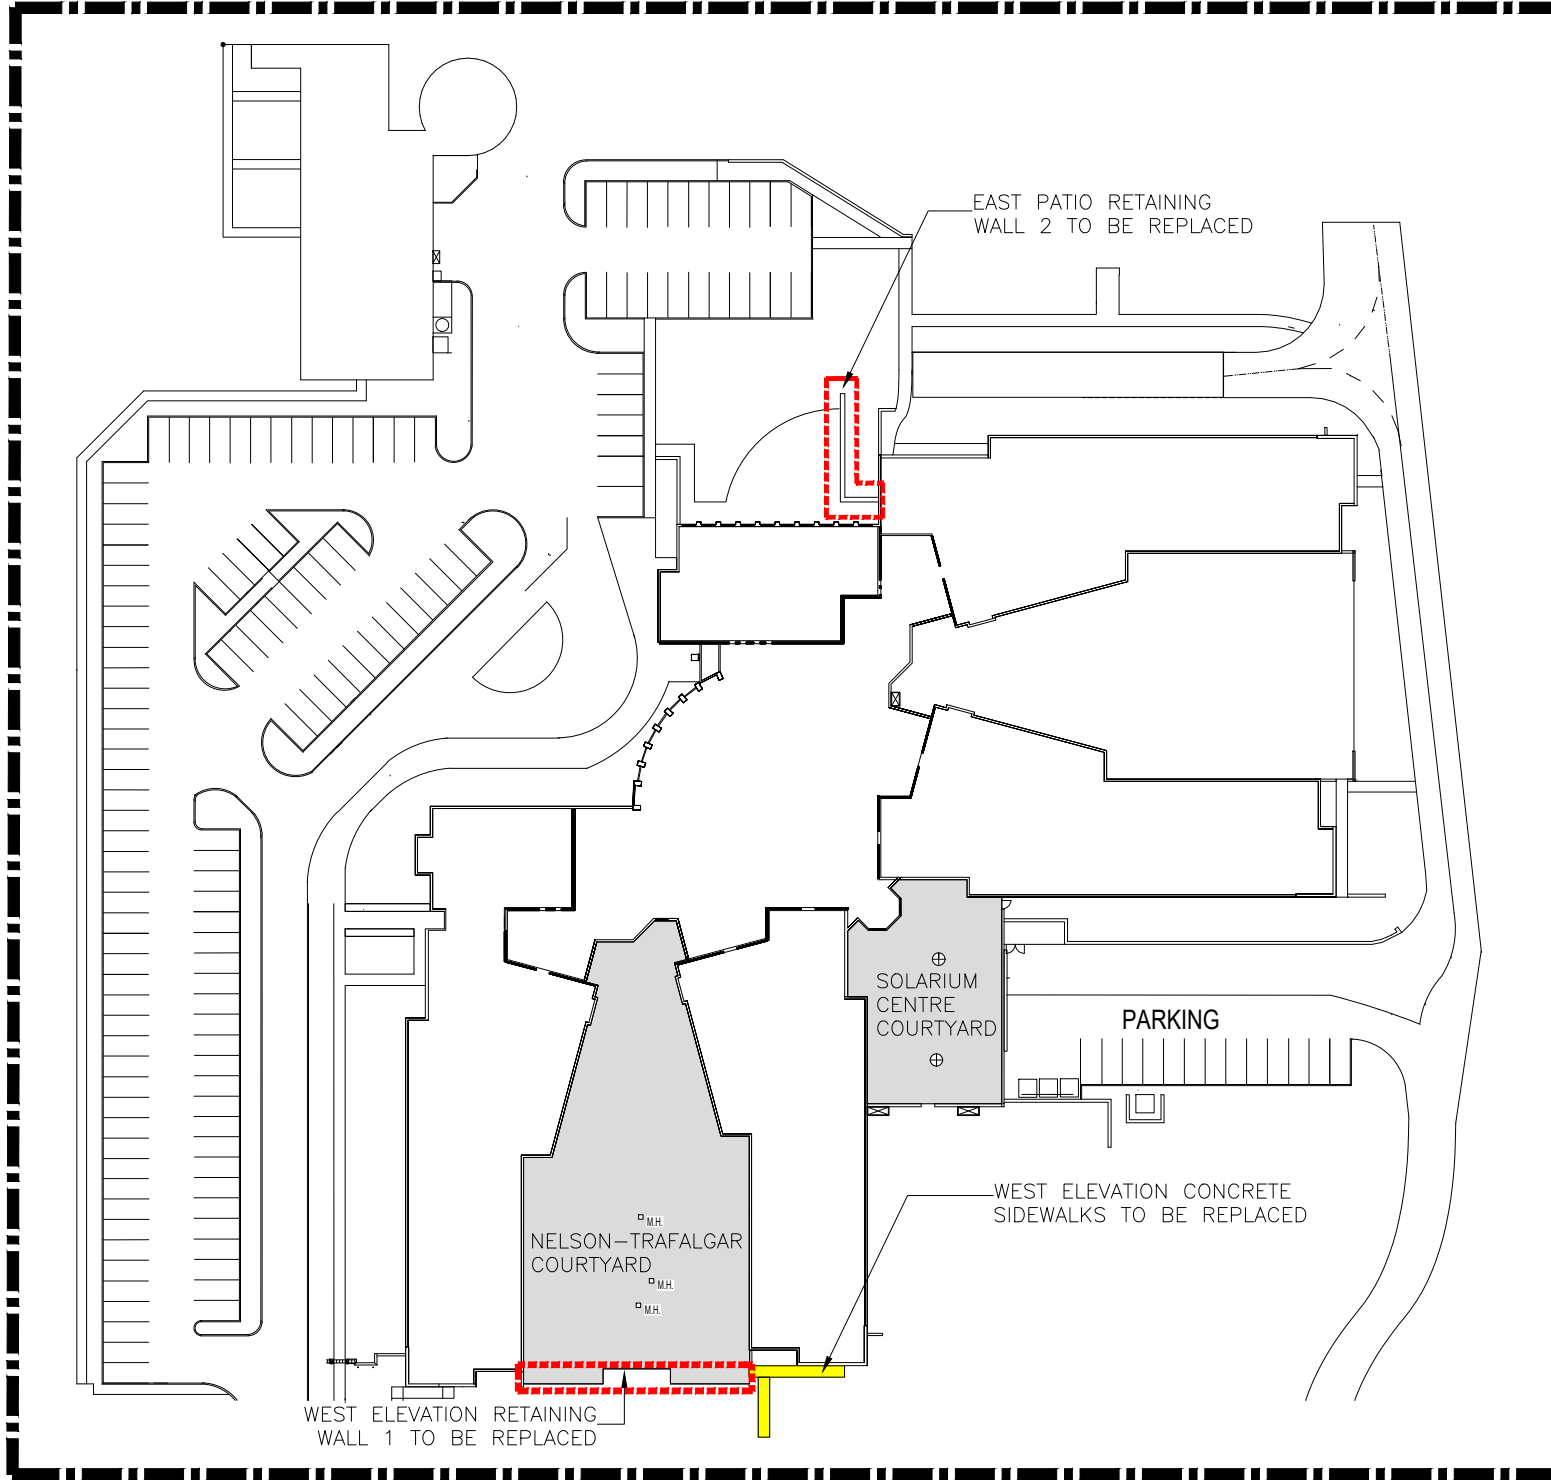 EAST PATIO RETAINING
WALL 2 TO BE REPLACED
SOLARIUM
CENTRE
COURTYARD
PARKING
WEST ELEVATION CONCRETE
SIDEWALKS TO BE REPLACED
M.H.
NELSON-TRAFALGAR
COURTYARD
M.H.
M.H.
WEST ELEVATION RETAINING
WALL 1 TO BE REPLACED